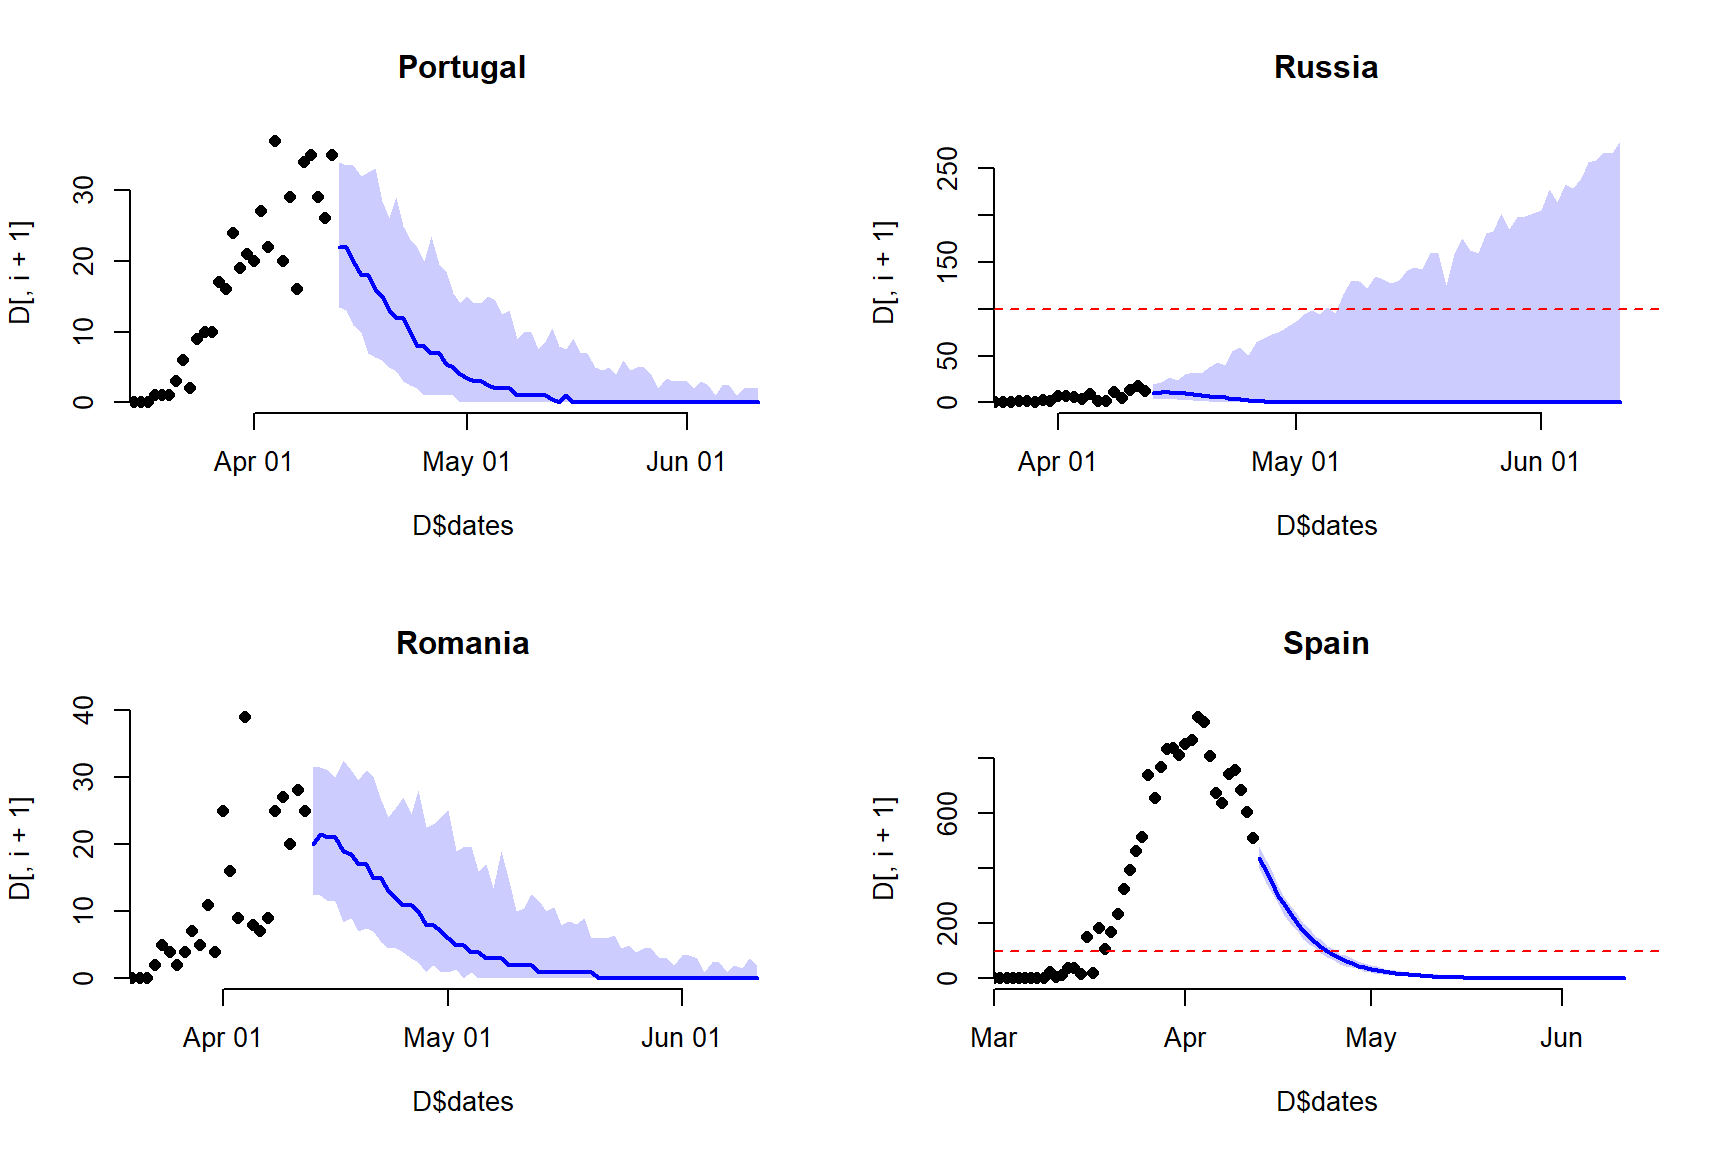 Portugal
D[, i + 1]
0
10
20
30
Apr 01
May 01
Jun 01
D$dates
Russia
D[, i + 1]
0
50
150
250
Apr 01
May 01
Jun 01
D$dates
Romania
D[, i + 1]
0
10
20
30
40
Apr 01
May 01
Jun 01
D$dates
Spain
D[, i + 1]
0
200
600
Mar
Apr
May
Jun
D$dates